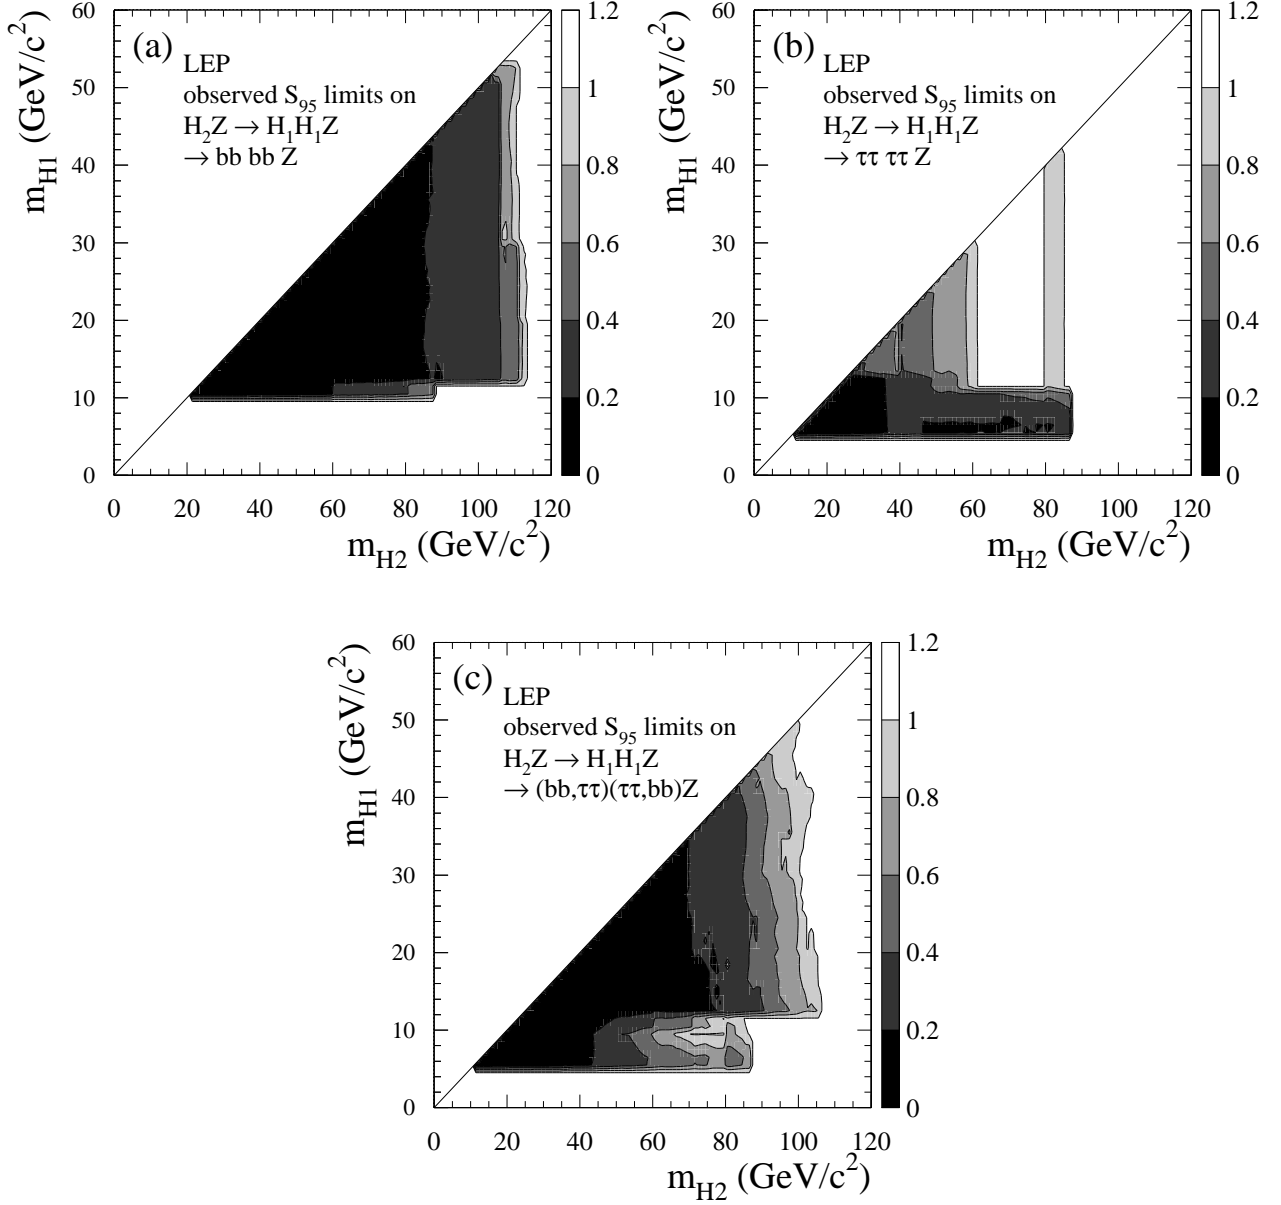 (a)
LEP
observed S95 limits on
H2Z → H1H1Z
→ bb bb Z
m_H1 (GeV/c²)
60
50
40
30
20
10
0
0 20 40 60 80 100 120
m_H2 (GeV/c²)
1.2
1
0.8
0.6
0.4
0.2
0
(b)
LEP
observed S95 limits on
H2Z → H1H1Z
→ ττ ττ Z
m_H1 (GeV/c²)
60
50
40
30
20
10
0
0 20 40 60 80 100 120
m_H2 (GeV/c²)
1.2
1
0.8
0.6
0.4
0.2
0
(c)
LEP
observed S95 limits on
H2Z → H1H1Z
→ (bb,ττ)(ττ,bb)Z
m_H1 (GeV/c²)
60
50
40
30
20
10
0
0 20 40 60 80 100 120
m_H2 (GeV/c²)
1.2
1
0.8
0.6
0.4
0.2
0